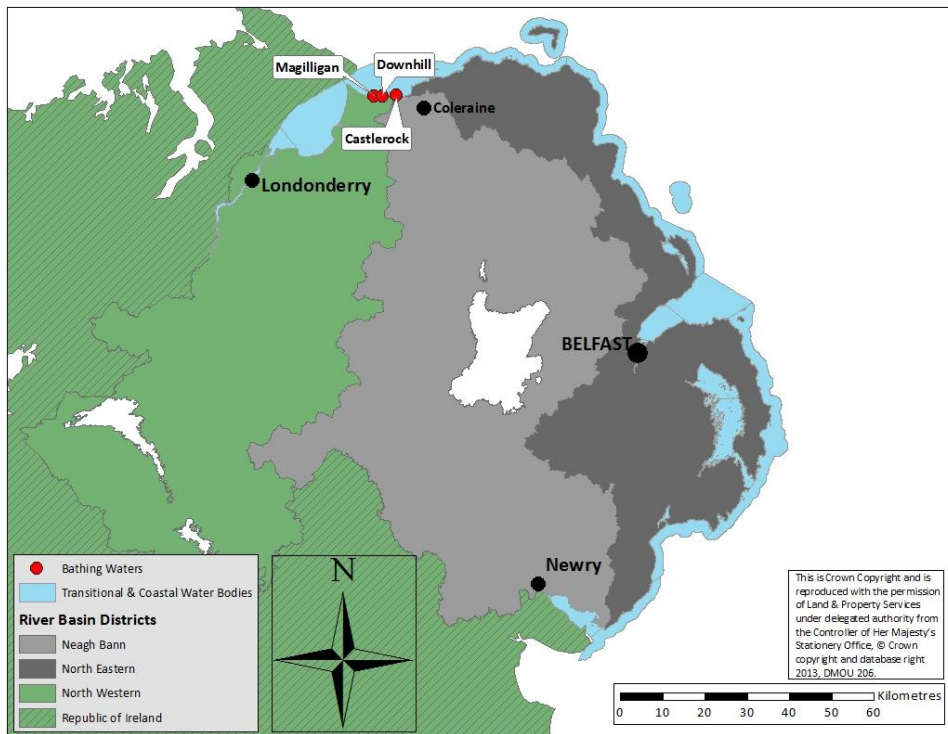 Magilligan
Downhill
Coleraine
Castlerock
Londonderry
BELFAST
Newry
N
Bathing Waters
Transitional & Coastal Water Bodies
River Basin Districts
Neagh Bann
North Eastern
North Western
Republic of Ireland
This is Crown Copyright and is
reproduced with the permission
of Land & Property Services
under delegated authority from
the Controller of Her Majesty's
Stationery Office, © Crown
copyright and database right
2013, DMOU 206.
Kilometres
0 10 20 30 40 50 60